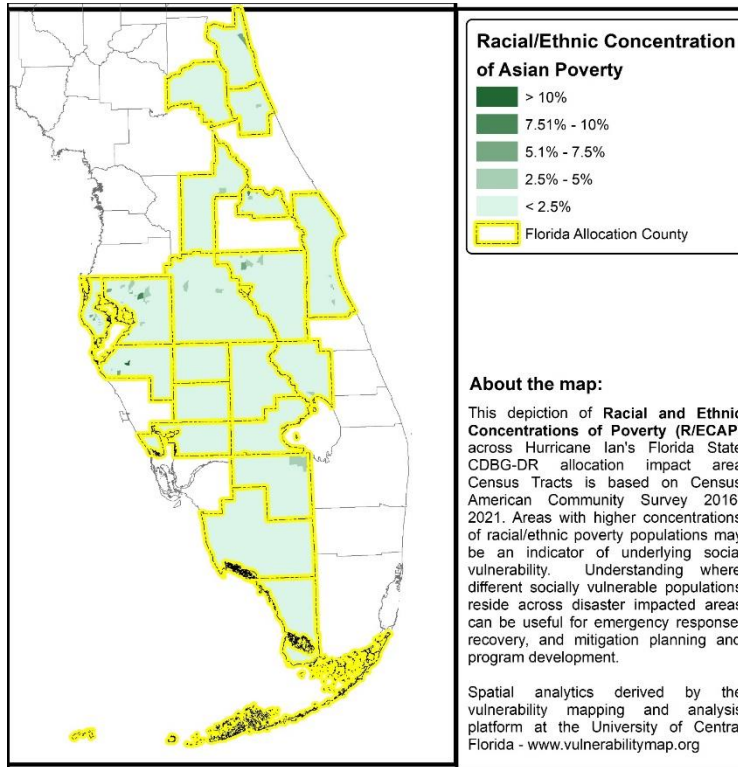 Racial/Ethnic Concentration
of Asian Poverty
> 10%
7.51% - 10%
5.1% - 7.5%
2.5% - 5%
< 2.5%
Florida Allocation County
About the map:
This depiction of Racial and Ethnic
Concentrations of Poverty (R/ECAP
across Hurricane Ian's Florida State
CDBG-DR allocation impact area
Census Tracts is based on Census
American Community Survey 2016
2021. Areas with higher concentrations
of racial/ethnic poverty populations may
be an indicator of underlying social
vulnerability. Understanding where
different socially vulnerable populations
reside across disaster impacted areas
can be useful for emergency response
recovery, and mitigation planning and
program development.
Spatial analytics derived by the
vulnerability mapping and analysis
platform at the University of Central
Florida - www.vulnerabilitymap.org